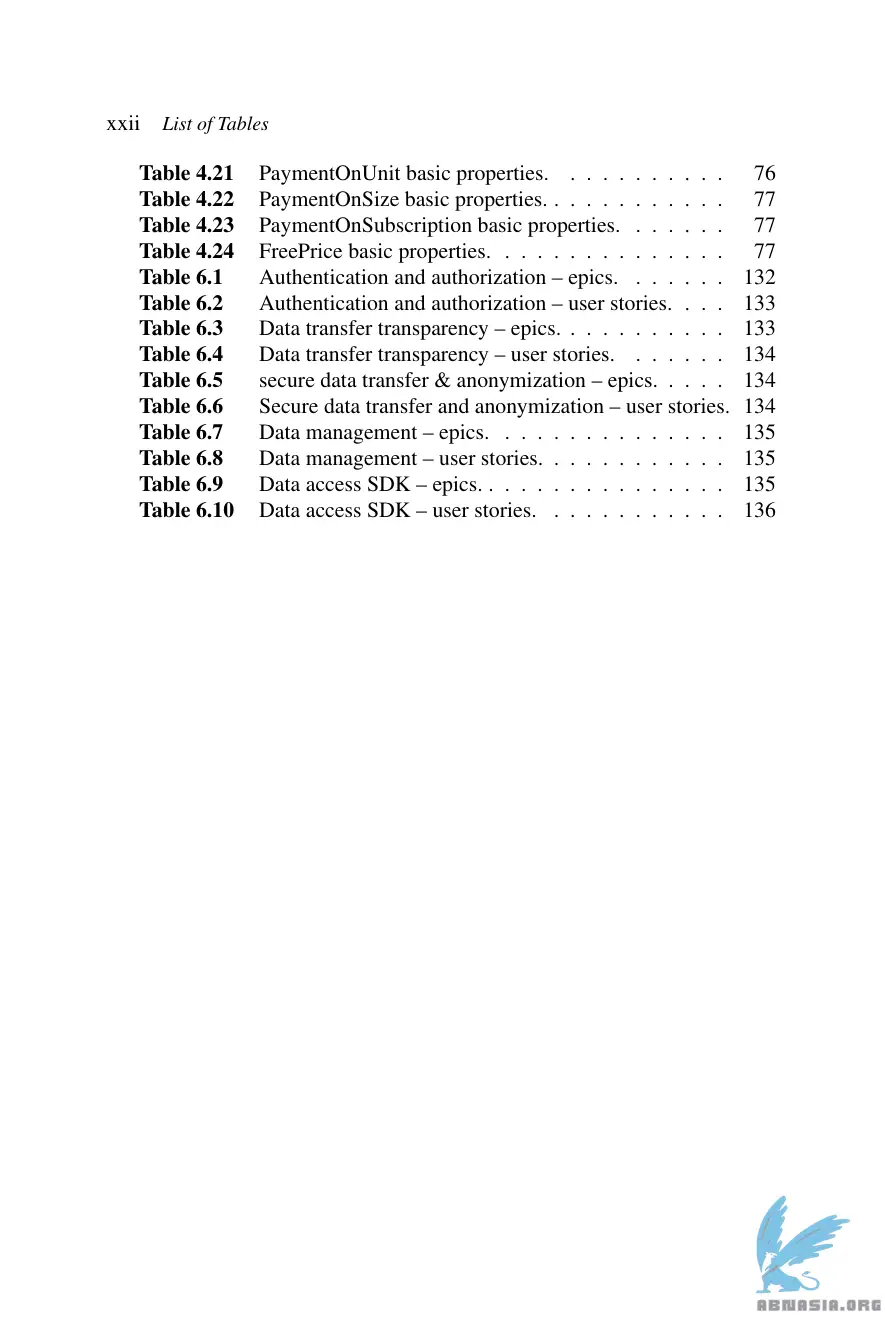 xxii List of Tables
Table 4.21 PaymentOnUnit basic properties. . . . . . . . . . . 76
Table 4.22 PaymentOnSize basic properties. . . . . . . . . . . . 77
Table 4.23 PaymentOnSubscription basic properties. . . . . . . 77
Table 4.24 FreePrice basic properties. . . . . . . . . . . . . . . 77
Table 6.1 Authentication and authorization – epics. . . . . . . 132
Table 6.2 Authentication and authorization – user stories. . . . 133
Table 6.3 Data transfer transparency – epics. . . . . . . . . . . 133
Table 6.4 Data transfer transparency – user stories. . . . . . . 134
Table 6.5 secure data transfer & anonymization – epics. . . . . 134
Table 6.6 Secure data transfer and anonymization – user stories. 134
Table 6.7 Data management – epics. . . . . . . . . . . . . . . 135
Table 6.8 Data management – user stories. . . . . . . . . . . . 135
Table 6.9 Data access SDK – epics. . . . . . . . . . . . . . . . 135
Table 6.10 Data access SDK – user stories. . . . . . . . . . . . 136
ABNASIA.ORG